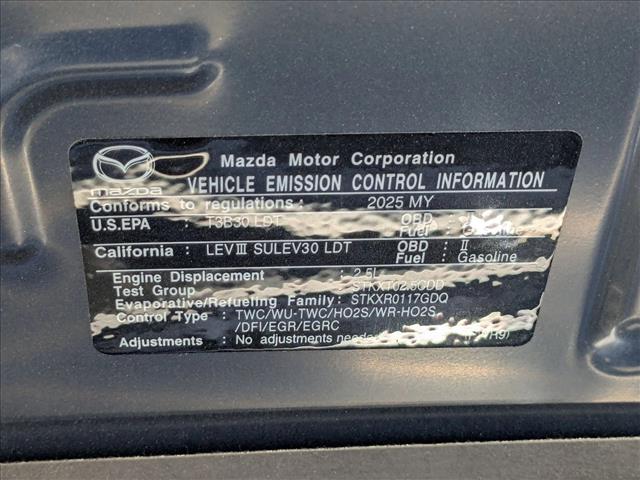 mazda
Mazda Motor Corporation
VEHICLE EMISSION CONTROL INFORMATION
Conforms to regulations : 2025 MY
U.S.EPA : T3B30 LDT OBD :
Fuel : Gasoline
California : LEVⅢ SULEV30 LDT OBD : Ⅱ
Fuel : Gasoline
Engine Displacement : 2.5L
Test Group :
Evaporative/Refueling Family : STKXR0117GDQ
Control Type : TWC/WU-TWC/HO2S/WR-HO2S
/DFI/EGR/EGRC
Adjustments : No adjustments needed